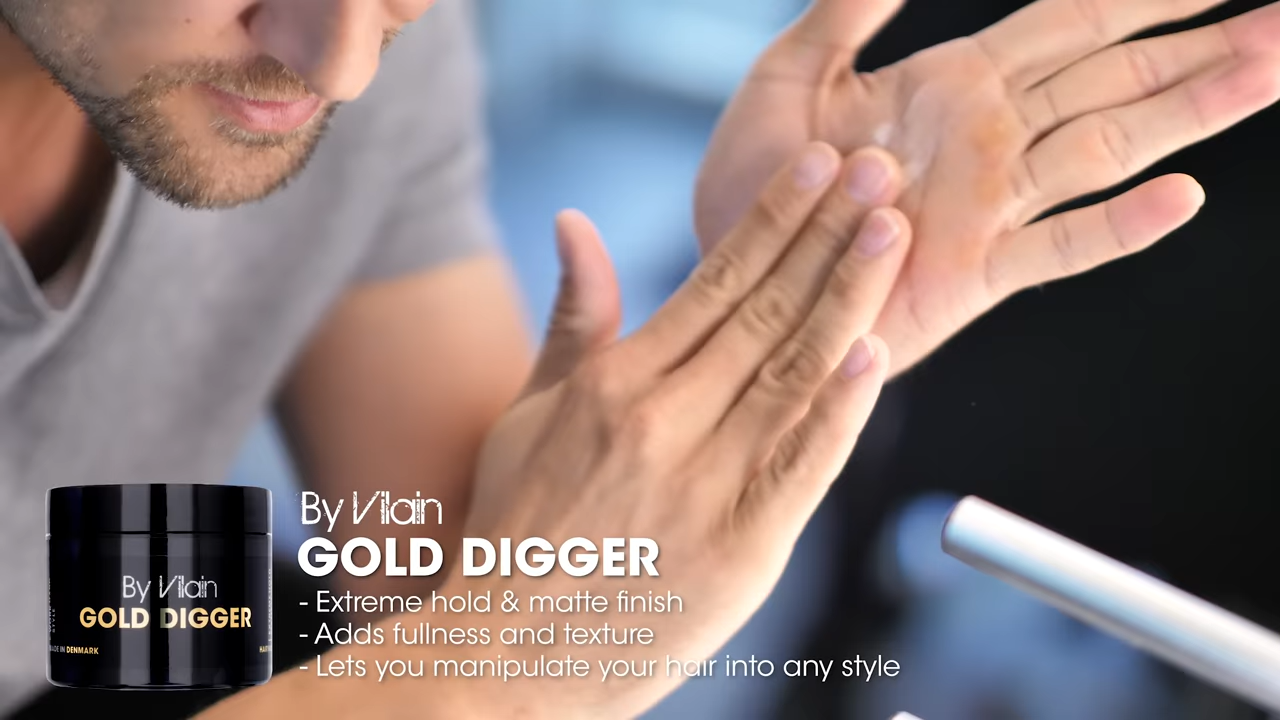 By Vilain
GOLD DIGGER
- Extreme hold & matte finish
- Adds fullness and texture
- Lets you manipulate your hair into any style
By Vilain
GOLD DIGGER
MADE IN DENMARK